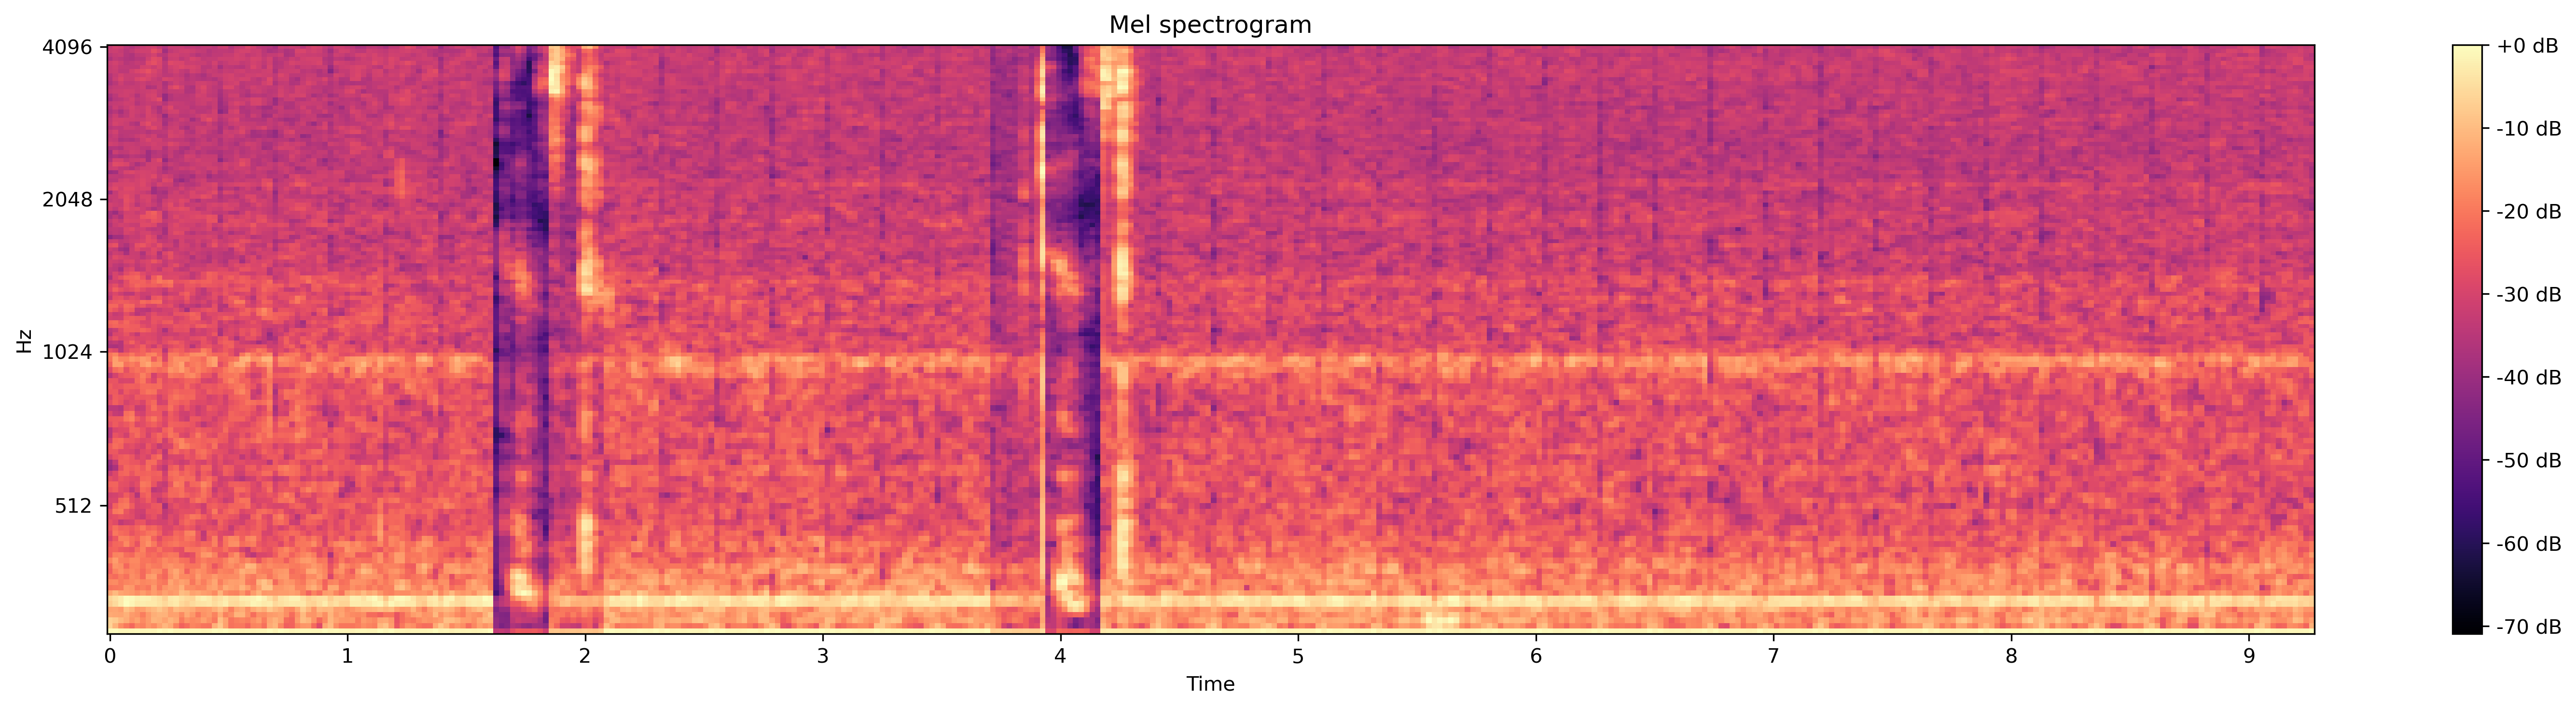 Mel spectrogram
4096
2048
1024
512
Hz
0 1 2 3 4 5 6 7 8 9
Time
+0 dB
-10 dB
-20 dB
-30 dB
-40 dB
-50 dB
-60 dB
-70 dB